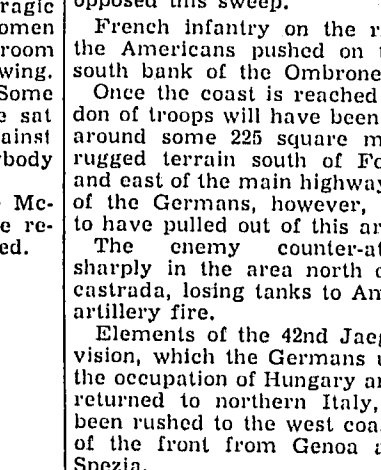 ragic
omen
room
wing.
Some
e sat
ainst
ybody
Mc-
e re-
ed.
opposed this sweep.
French infantry on the r
the Americans pushed on
south bank of the Ombrone
Once the coast is reached
don of troops will have been
around some 225 square m
rugged terrain south of Fo
and east of the main highway
of the Germans, however,
to have pulled out of this ar
The enemy counter-at
sharply in the area north
castrada, losing tanks to Am
artillery fire.
Elements of the 42nd Jaeg
vision, which the Germans u
the occupation of Hungary an
returned to northern Italy,
been rushed to the west coa
of the front from Genoa a
Spezia.